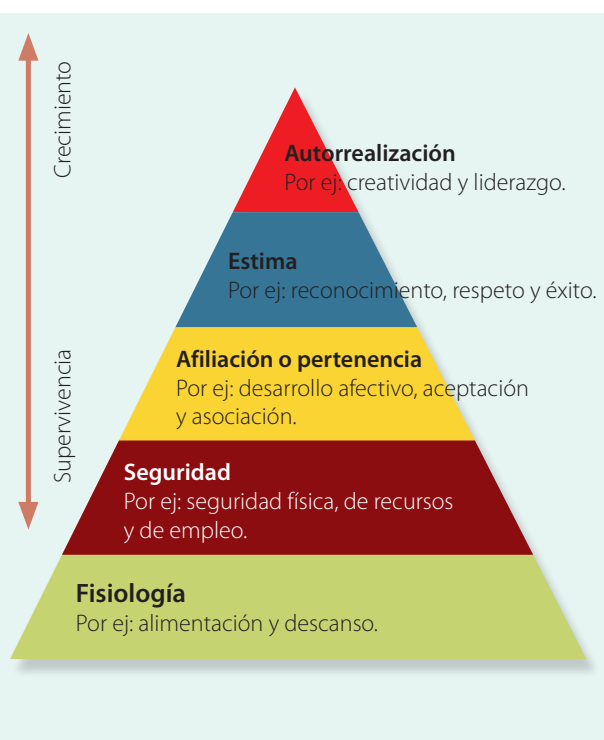 Crecimiento
Supervivencia
Autorrealización
Por ej: creatividad y liderazgo.
Estima
Por ej: reconocimiento, respeto y éxito.
Afiliación o pertenencia
Por ej: desarrollo afectivo, aceptación
y asociación.
Seguridad
Por ej: seguridad física, de recursos
y de empleo.
Fisiología
Por ej: alimentación y descanso.